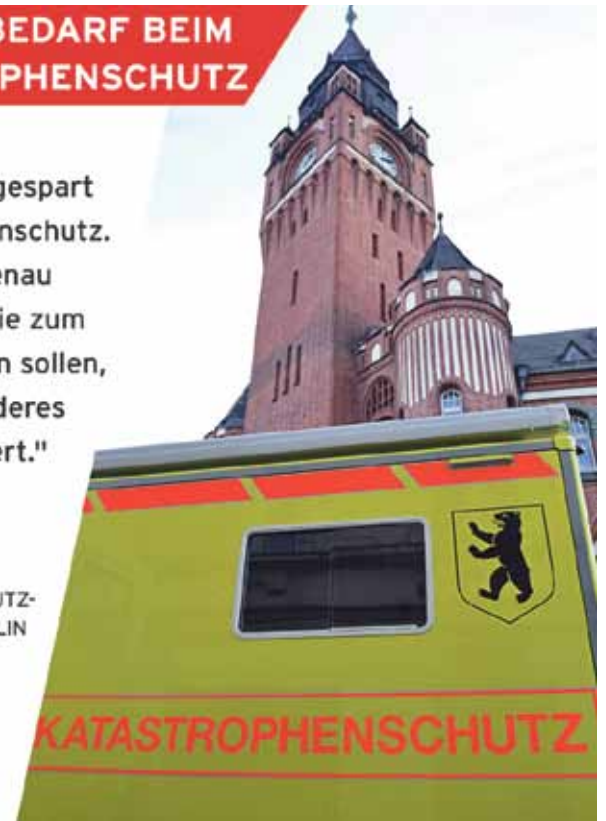 BEDARF BEIM
PHENSCHUTZ
gespart
nschutz.
enau
ie zum
n sollen,
deres
ert."
UTZ-
LIN
KATASTROPHENSCHUTZ